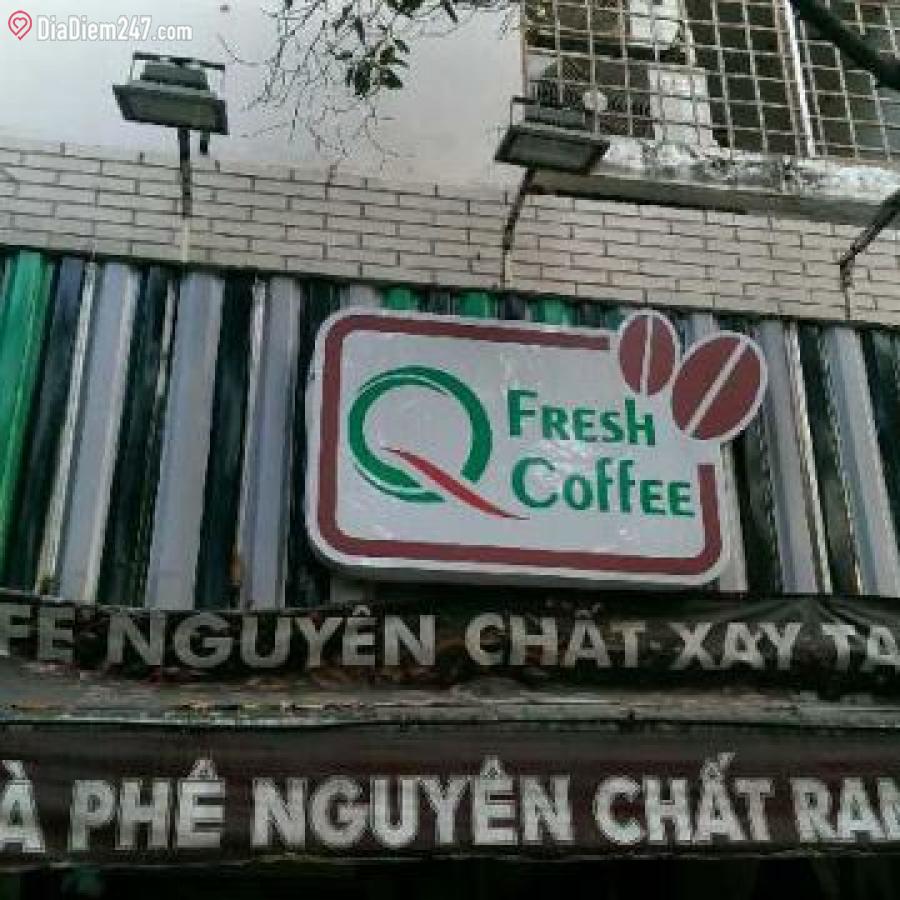 DiaDiem247.com
Q FRESH
COFFEE
FE NGUYÊN CHẤT XAY TẠ
À PHÊ NGUYÊN CHẤT RAN